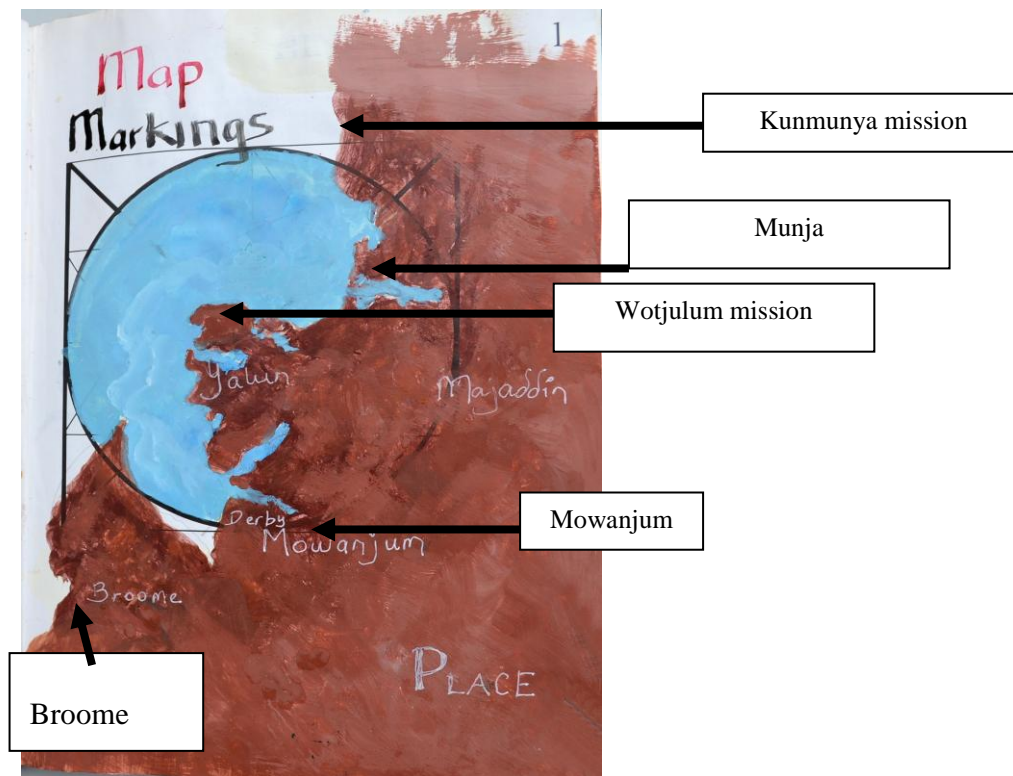 1
Map
Markings
Kunmunya mission
Munja
Wotjulum mission
Yalun
Majaddin
Mowanjum
Derby
Mowanjum
Broome
PLACE
Broome